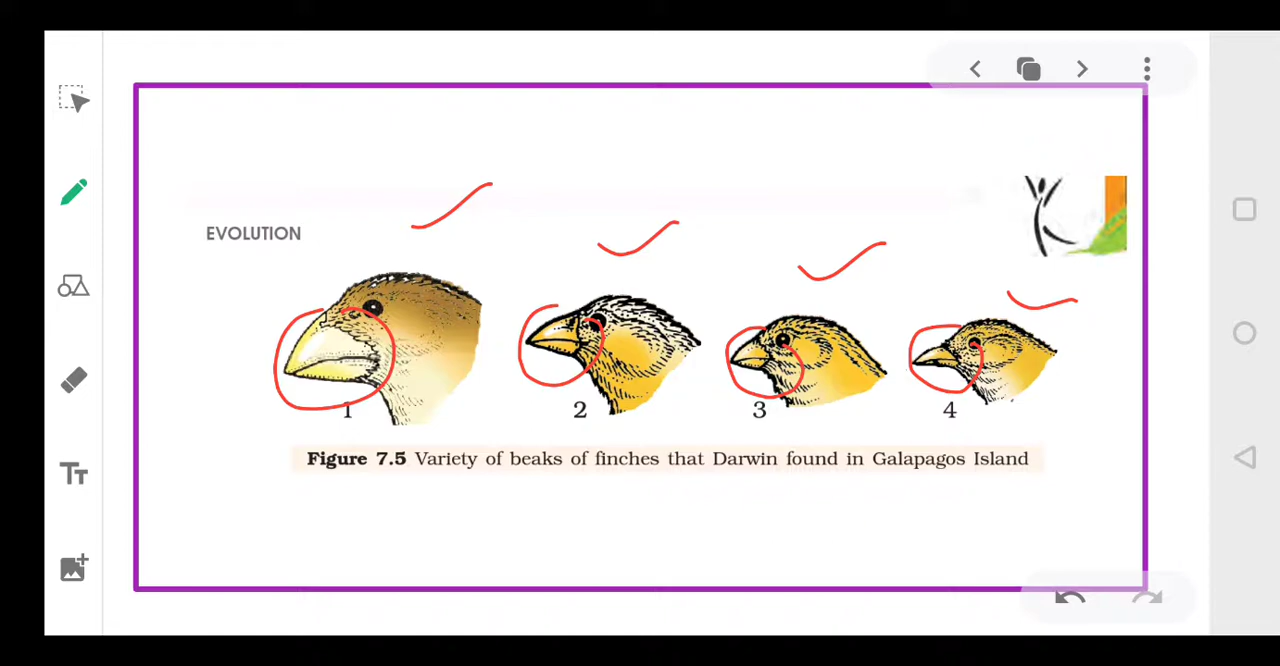 EVOLUTION
1 2 3 4
Figure 7.5 Variety of beaks of finches that Darwin found in Galapagos Island